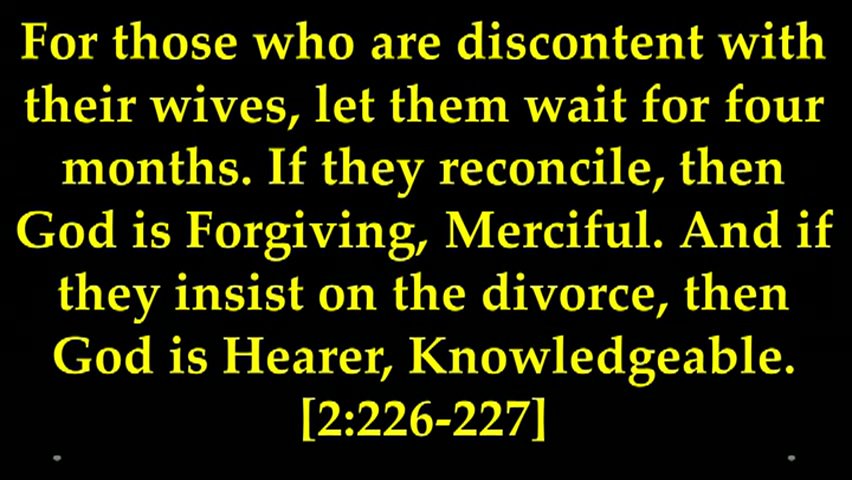 For those who are discontent with
their wives, let them wait for four
months. If they reconcile, then
God is Forgiving, Merciful. And if
they insist on the divorce, then
God is Hearer, Knowledgeable.
[2:226-227]